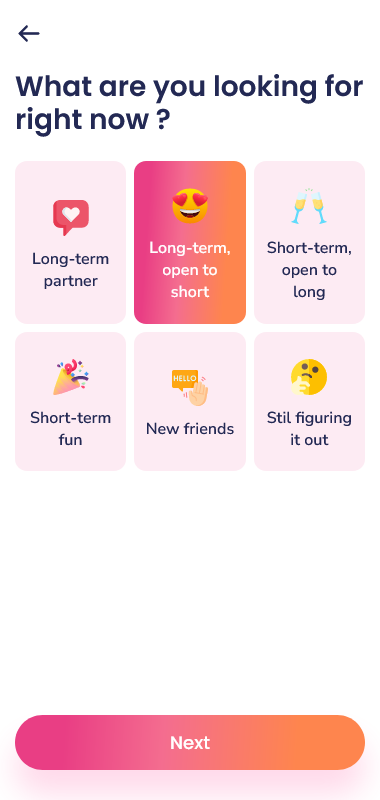 What are you looking for
right now ?
Long-term
partner
Long-term,
open to
short
Short-term,
open to
long
Short-term
fun
HELLO
New friends
Stil figuring
it out
Next